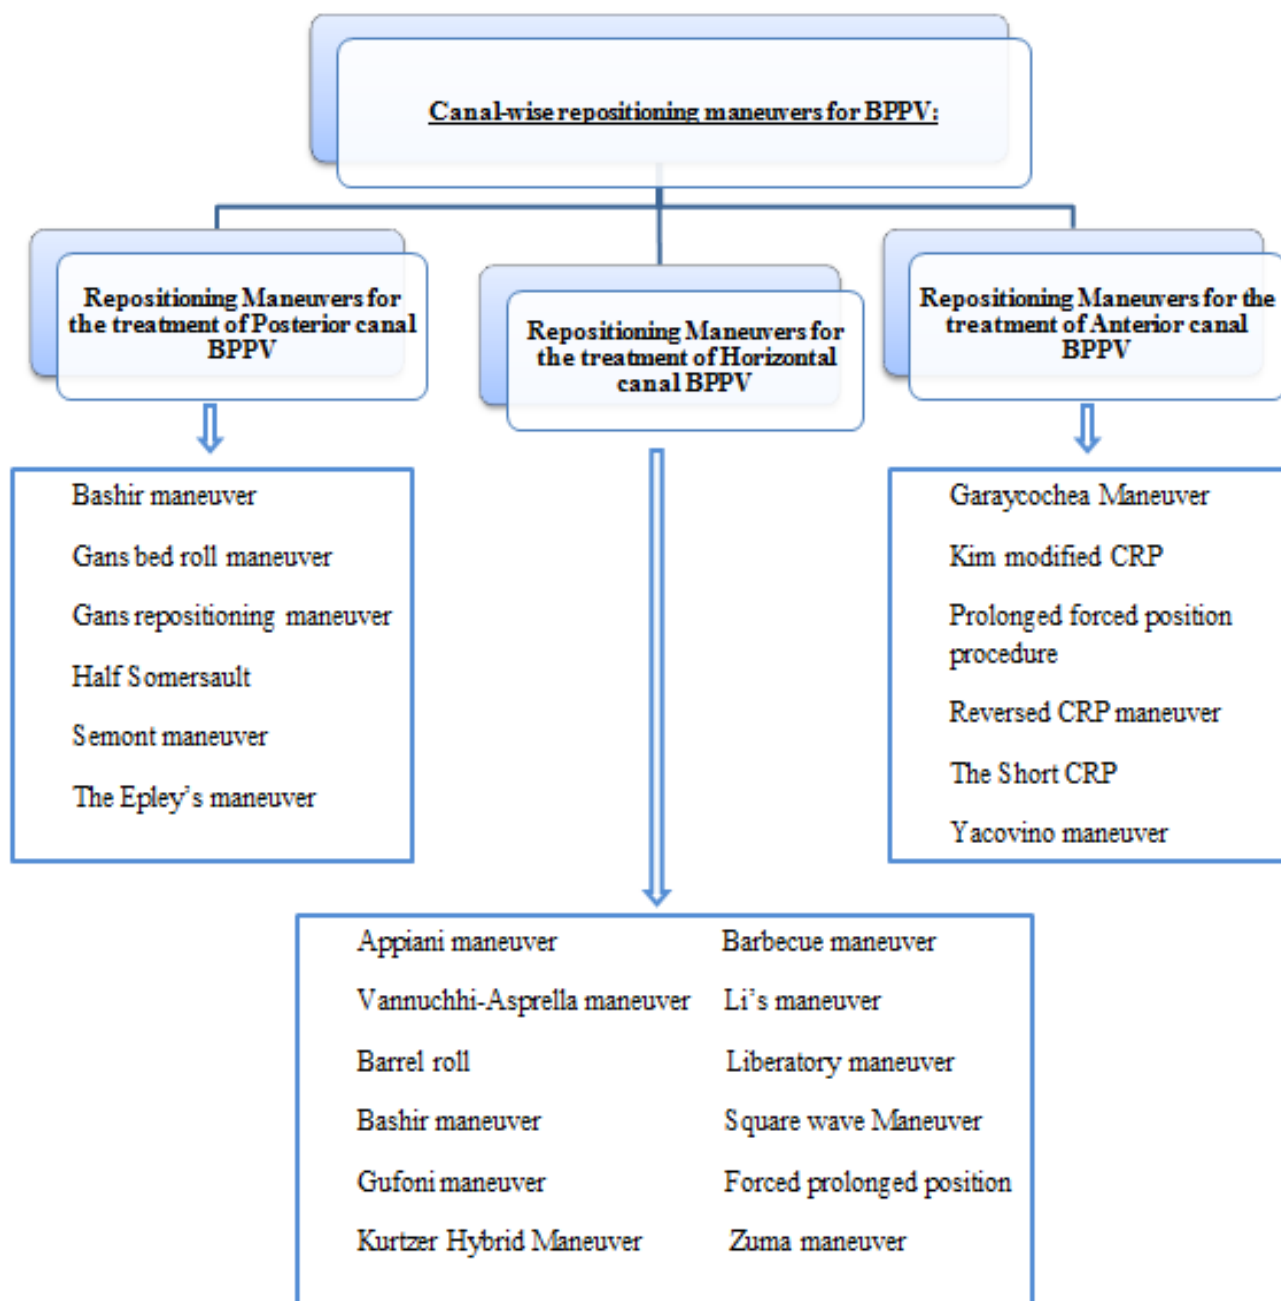 Canal-wise repositioning maneuvers for BPPV:
Repositioning Maneuvers for
the treatment of Posterior canal
BPPV
Repositioning Maneuvers for
the treatment of Horizontal
canal BPPV
Repositioning Maneuvers for the
treatment of Anterior canal
BPPV
Bashir maneuver
Gans bed roll maneuver
Gans repositioning maneuver
Half Somersault
Semont maneuver
The Epley’s maneuver
Garaycochea Maneuver
Kim modified CRP
Prolonged forced position
procedure
Reversed CRP maneuver
The Short CRP
Yacovino maneuver
Appiani maneuver
Vannuchhi-Asprella maneuver
Barrel roll
Bashir maneuver
Gufoni maneuver
Kurtzer Hybrid Maneuver
Barbecue maneuver
Li’s maneuver
Liberatory maneuver
Square wave Maneuver
Forced prolonged position
Zuma maneuver